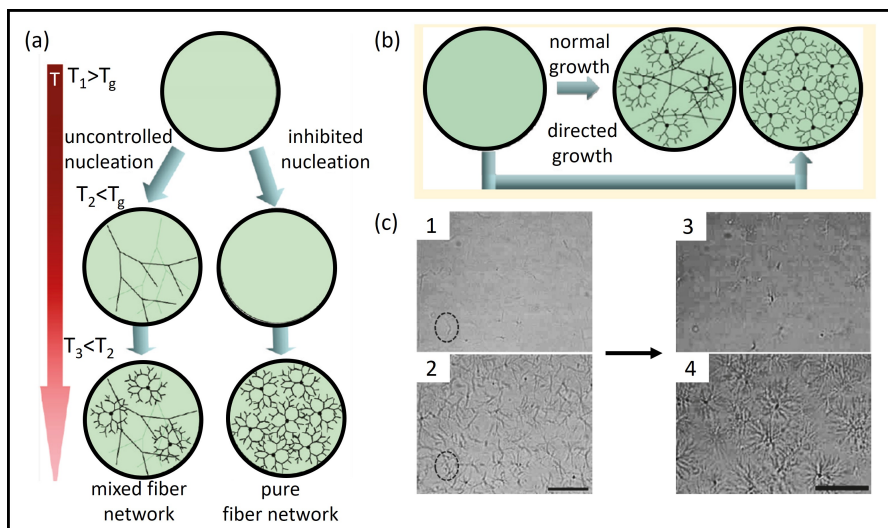 (a)
T T₁>Tg
uncontrolled
nucleation
inhibited
nucleation
T₂<Tg
T₃<T₂
mixed fiber
network
pure
fiber network
(b)
normal
growth
directed
growth
(c)
1
2
3
4